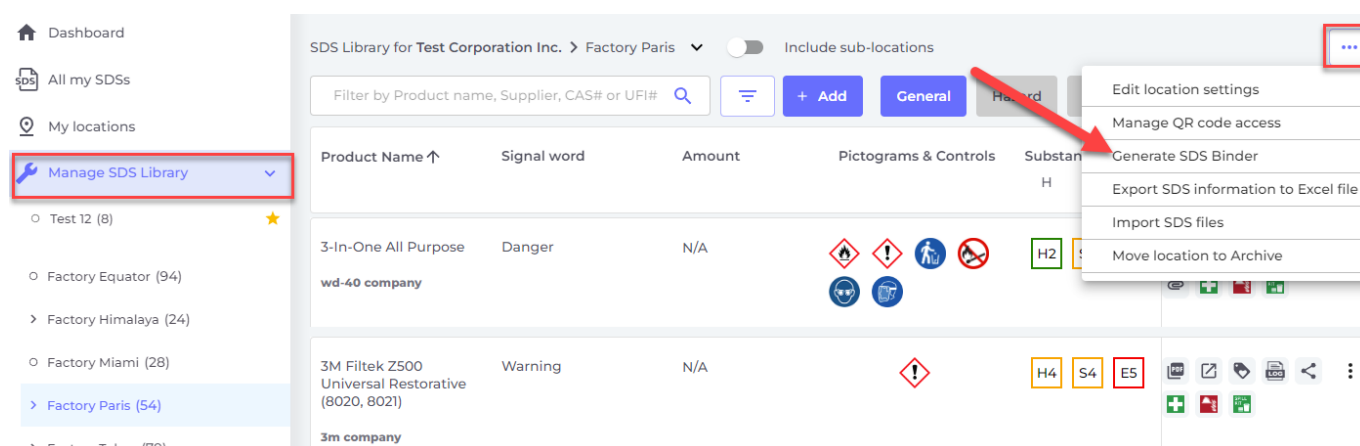 Dashboard
SDS
All my SDSs
My locations
Manage SDS Library
Test 12 (8)
Factory Equator (94)
Factory Himalaya (24)
Factory Miami (28)
Factory Paris (54)
SDS Library for Test Corporation Inc. > Factory Paris
Include sub-locations
Filter by Product name, Supplier, CAS# or UFI#
+ Add
General
Edit location settings
Manage QR code access
Generate SDS Binder
Export SDS information to Excel file
Import SDS files
Move location to Archive
Product Name
Signal word
Amount
Pictograms & Controls
H
3-In-One All Purpose
wd-40 company
Danger
N/A
H2
3M Filtek Z500
Universal Restorative
(8020, 8021)
3m company
Warning
N/A
H4
S4
E5
PDF
LOG